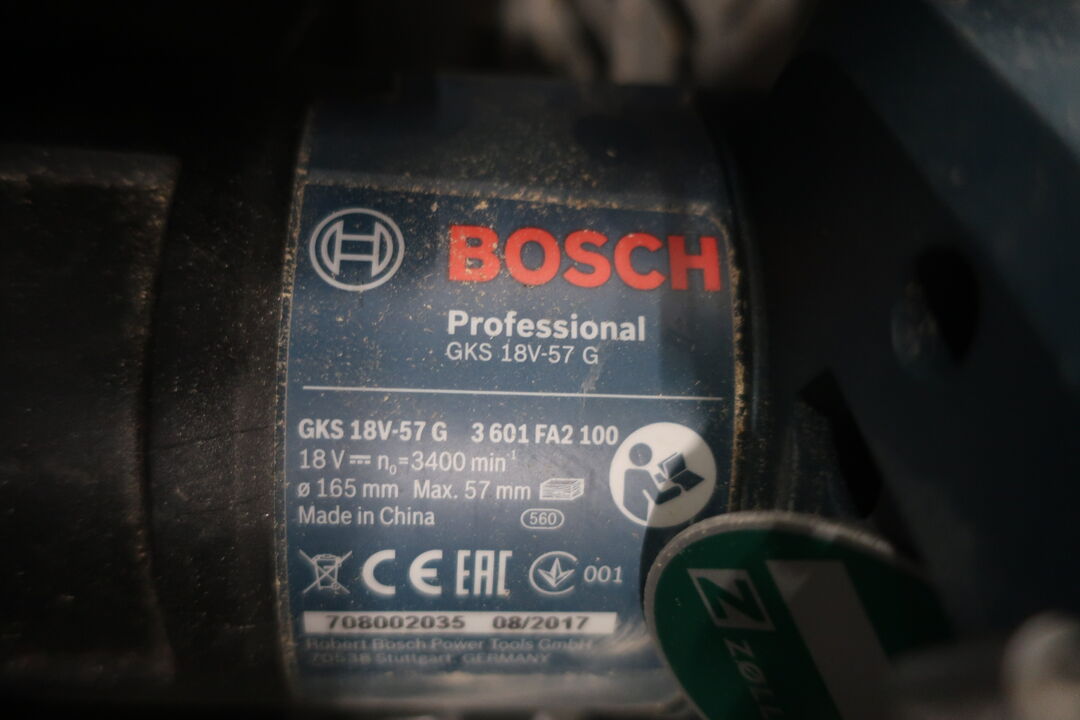 BOSCH
Professional
GKS 18V-57 G
GKS 18V-57 G 3 601 FA2 100
18 V n₀=3400 min⁻¹
ø 165 mm Max. 57 mm
Made in China 560
CE EAC 001
708002035 08/2017
Robert Bosch Power Tools GmbH
70538 Stuttgart - GERMANY
N